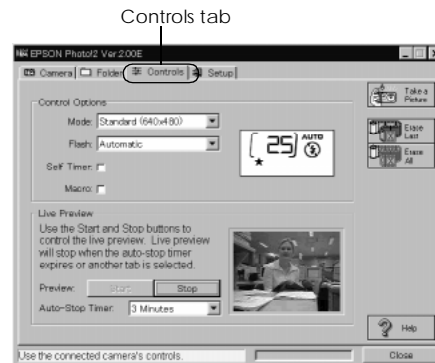 Controls tab
EPSON Photo!2 Ver.2.00E
Camera Folder Controls Setup
Control Options
Mode: Standard (640x480)
Flash: Automatic
Self Timer:
Macro:
25 AUTO
Take a Picture
Erase Last
Erase All
Live Preview
Use the Start and Stop buttons to
control the live preview. Live preview
will stop when the auto-stop timer
expires or another tab is selected.
Preview: Start Stop
Auto-Stop Timer: 3 Minutes
Help
Use the connected camera's controls.
Close